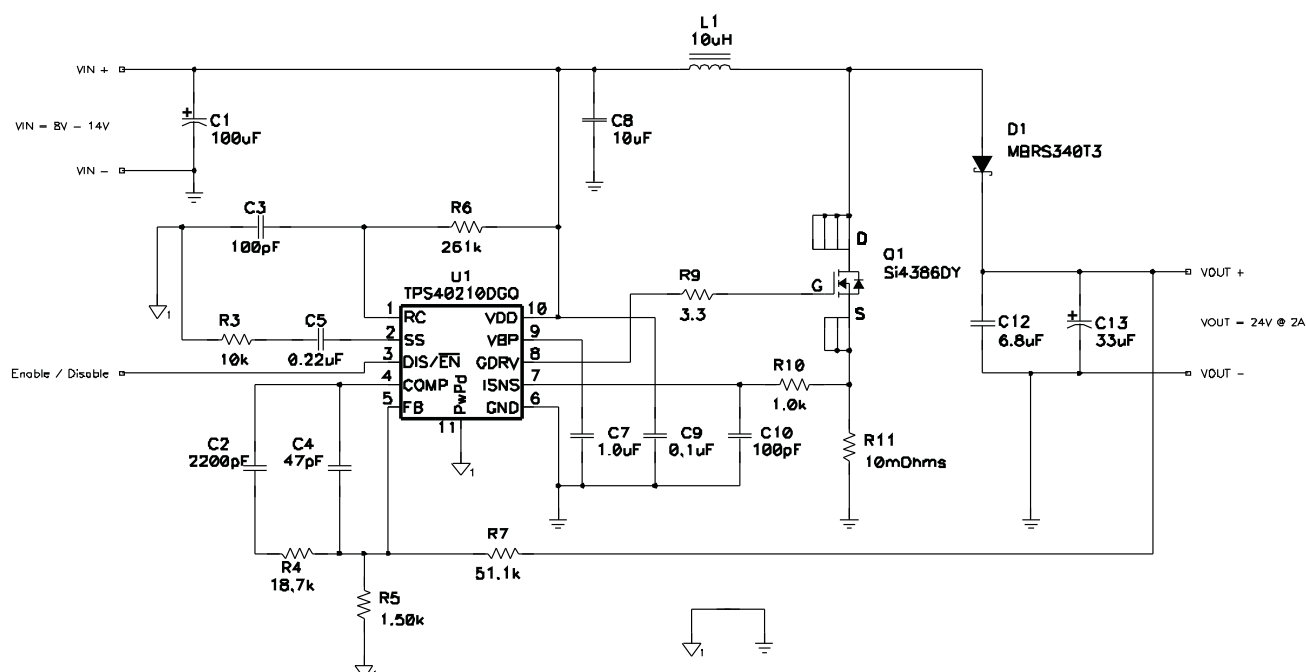 L1
10uH
VIN +
VIN = 8V - 14V
C1
100uF
VIN -
C8
10uF
D1
MBRS340T3
C3
100pF
R6
261k
U1
TPS40210DGQ
1 RC
2 SS
3 DIS/EN
4 COMP
5 FB
PwPd
11
VDD 10
VBP 9
GDRV 8
ISNS 7
GND 6
R3
10k
C5
0.22uF
Enable / Disable
R9
3.3
D
G
S
Q1
Si4386DY
VOUT +
VOUT = 24V @ 2A
VOUT -
C12
6.8uF
C13
33uF
R10
1.0k
R11
10mOhms
C2
2200pF
C4
47pF
C7
1.0uF
C9
0.1uF
C10
100pF
R4
18.7k
R7
51.1k
R5
1.50k
1
1
1
1